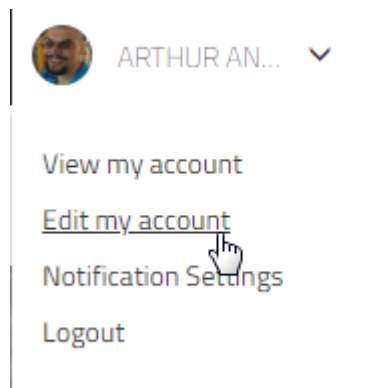 ARTHUR AN...
View my account
Edit my account
Notification Settings
Logout